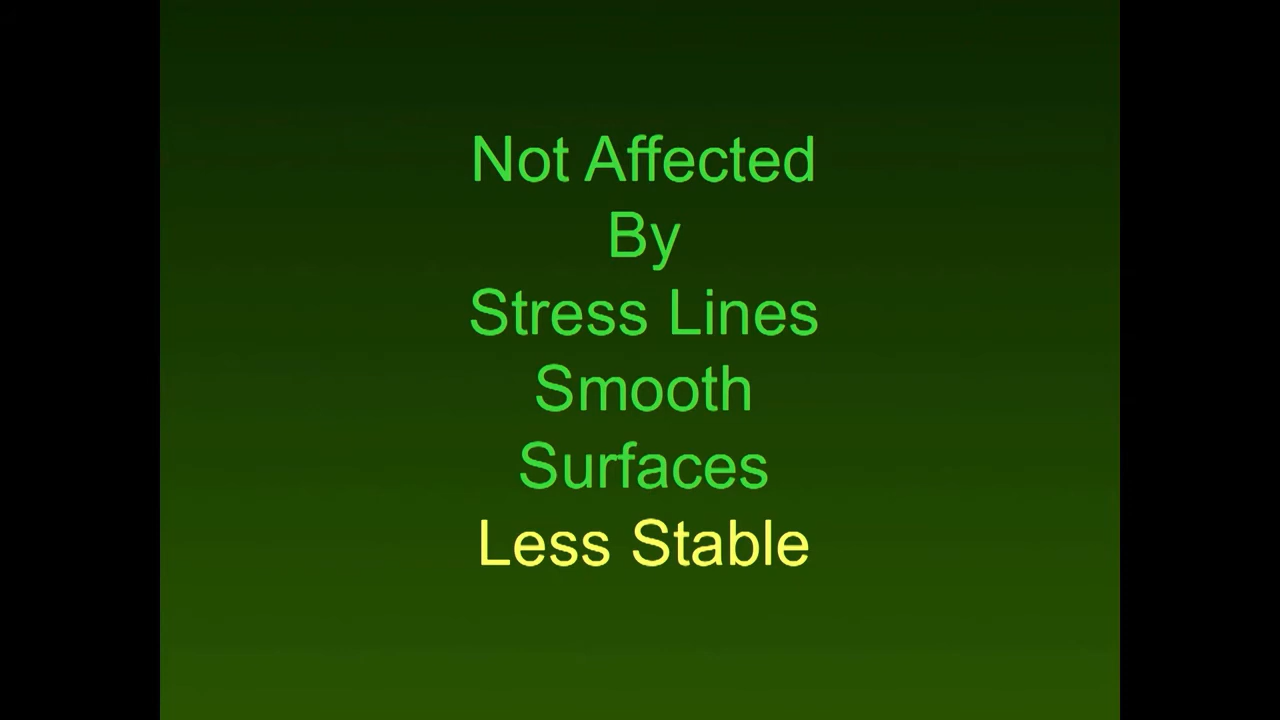 Not Affected
By
Stress Lines
Smooth
Surfaces
Less Stable